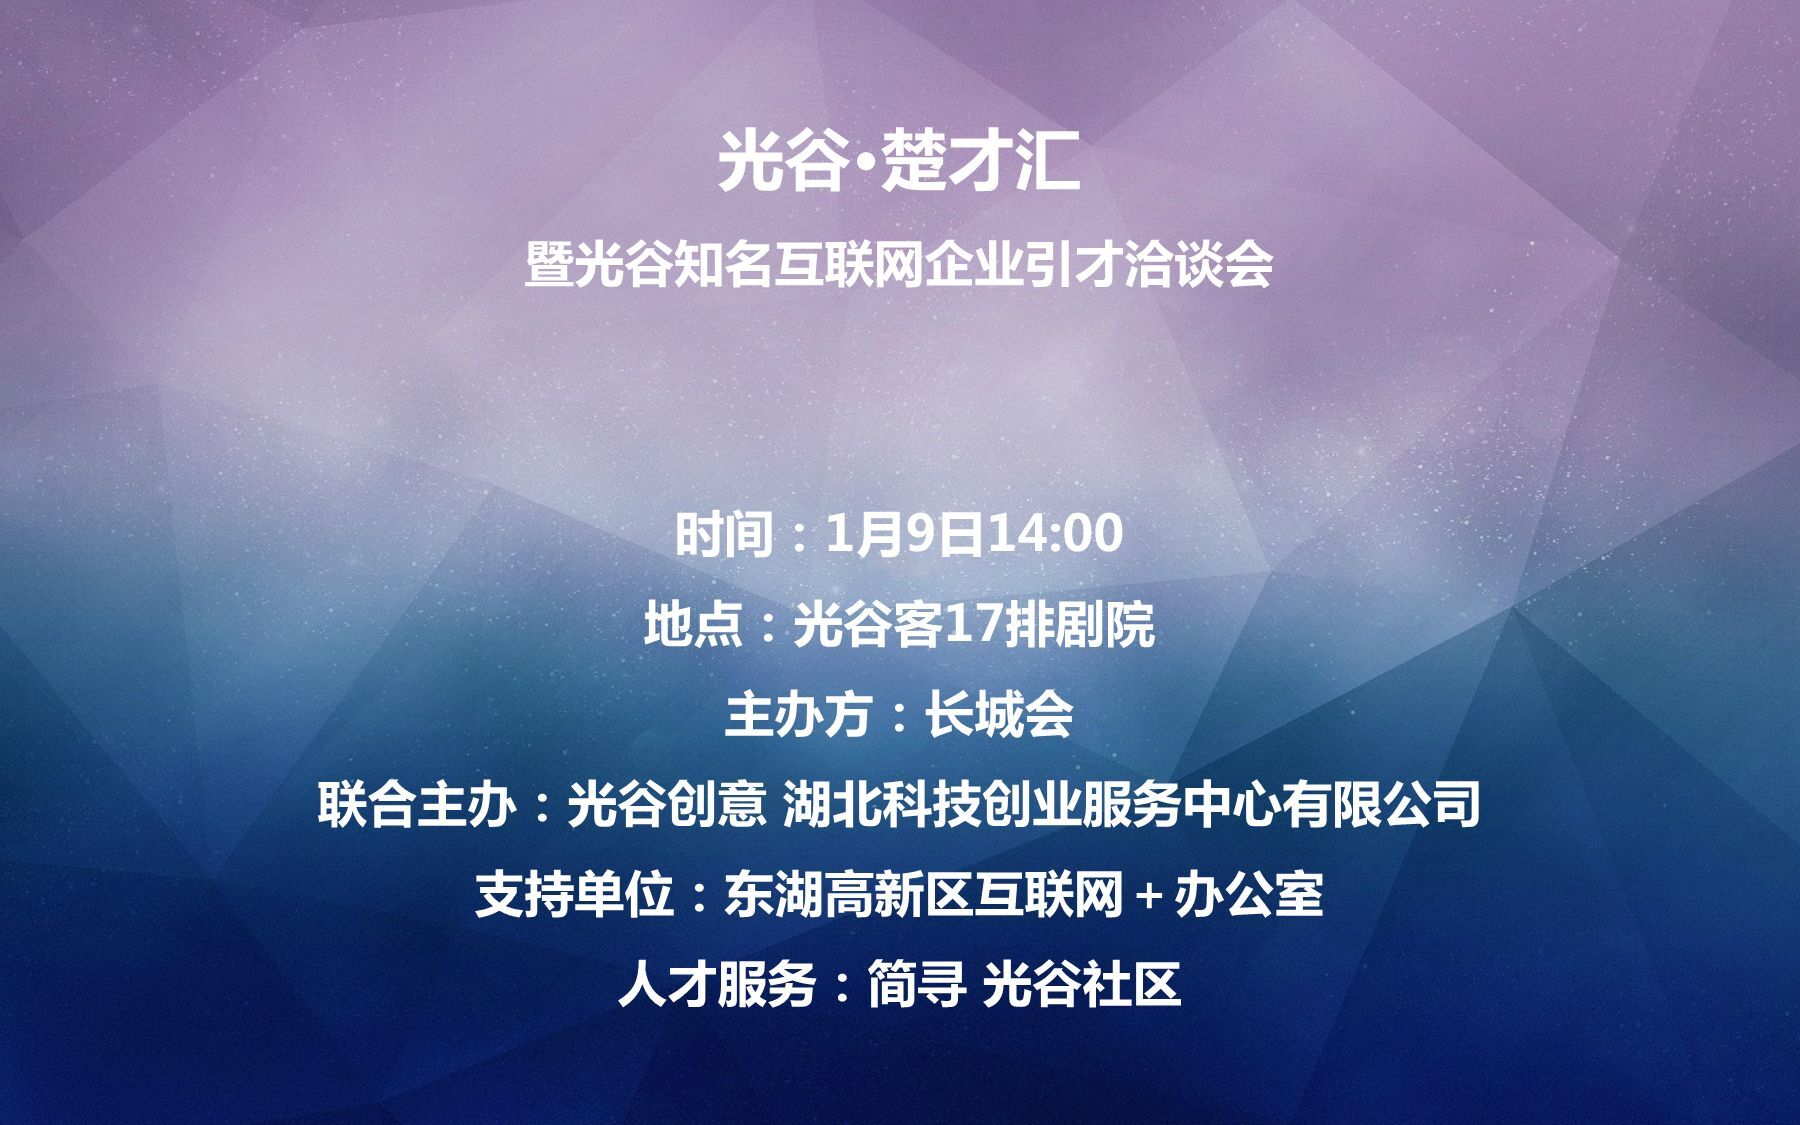 光谷•楚才汇
暨光谷知名互联网企业引才洽谈会
时间：1月9日14:00
地点：光谷客17排剧院
主办方：长城会
联合主办：光谷创意 湖北科技创业服务中心有限公司
支持单位：东湖高新区互联网＋办公室
人才服务：简寻 光谷社区